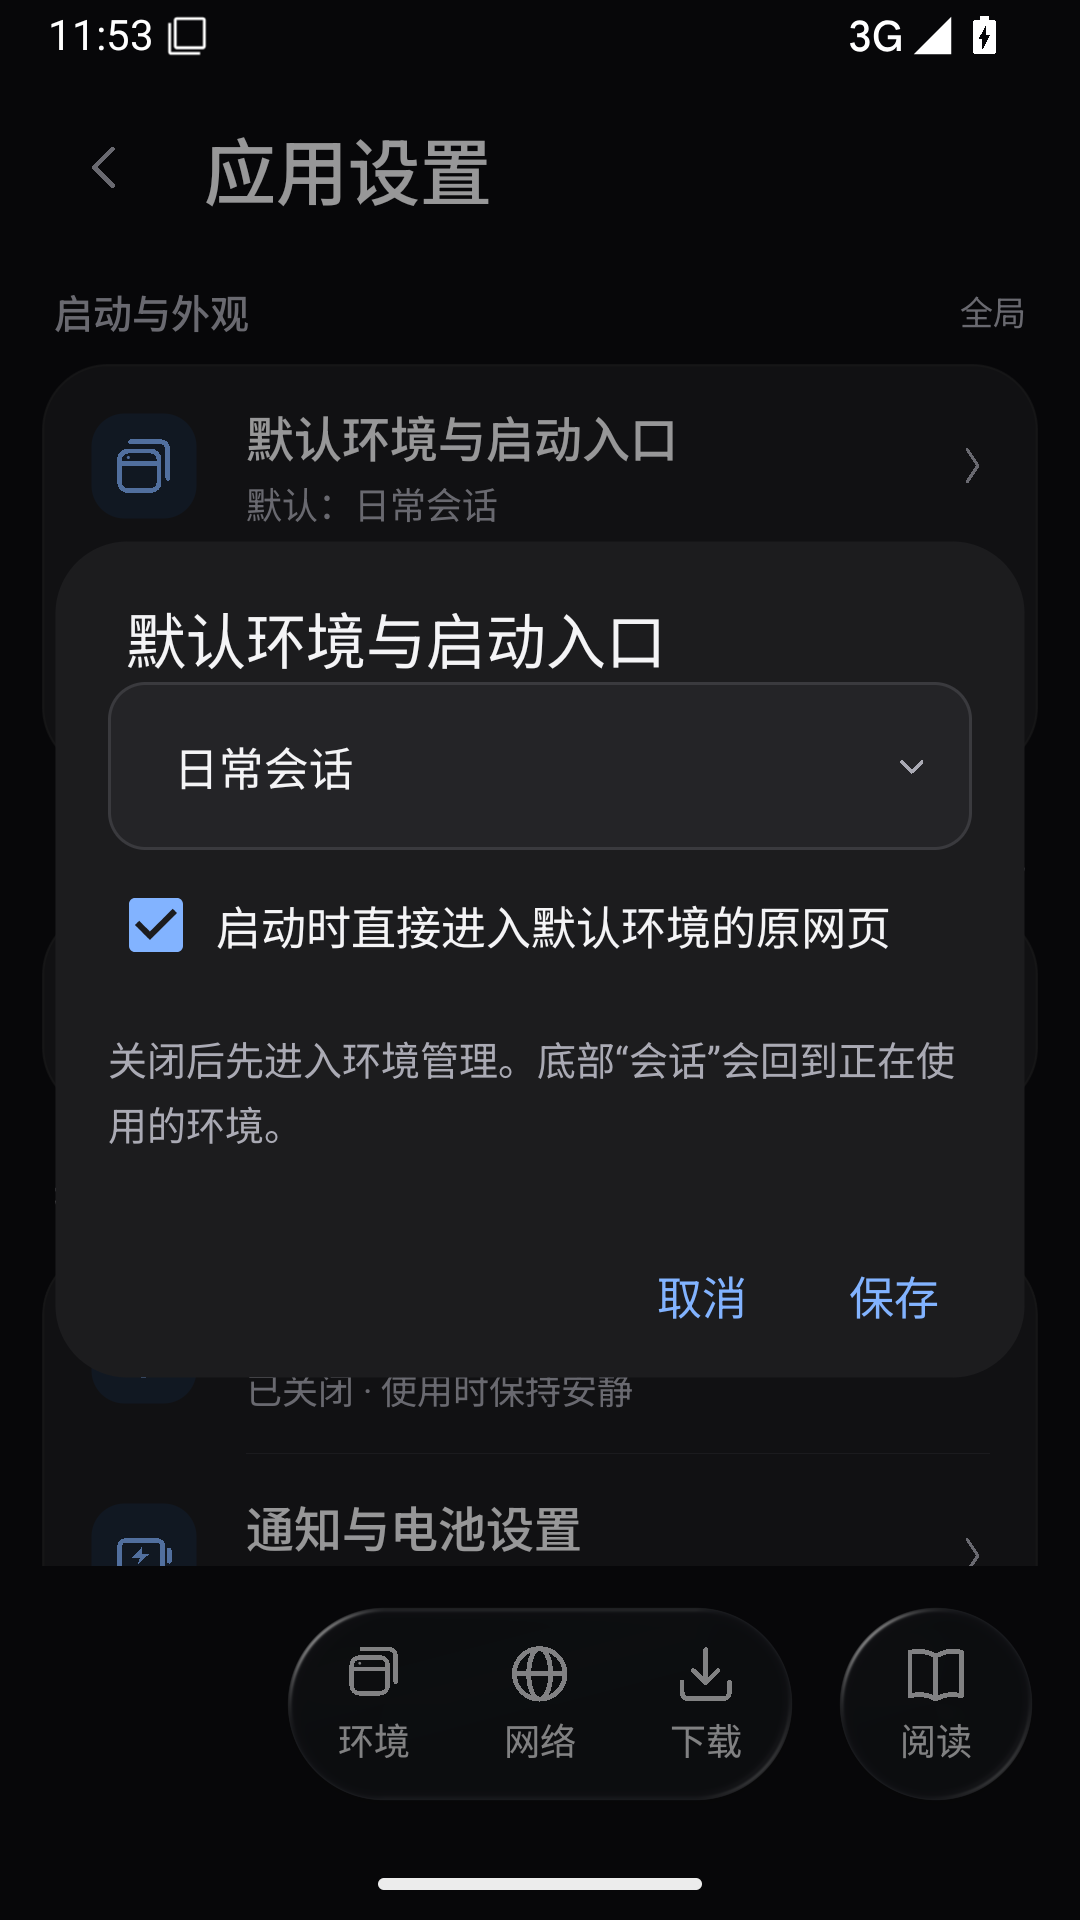 11:53
3G
应用设置
启动与外观
全局
默认环境与启动入口
默认：日常会话
默认环境与启动入口
日常会话
启动时直接进入默认环境的原网页
关闭后先进入环境管理。底部“会话”会回到正在使
用的环境。
取消
保存
已关闭 · 使用时保持安静
通知与电池设置
环境
网络
下载
阅读